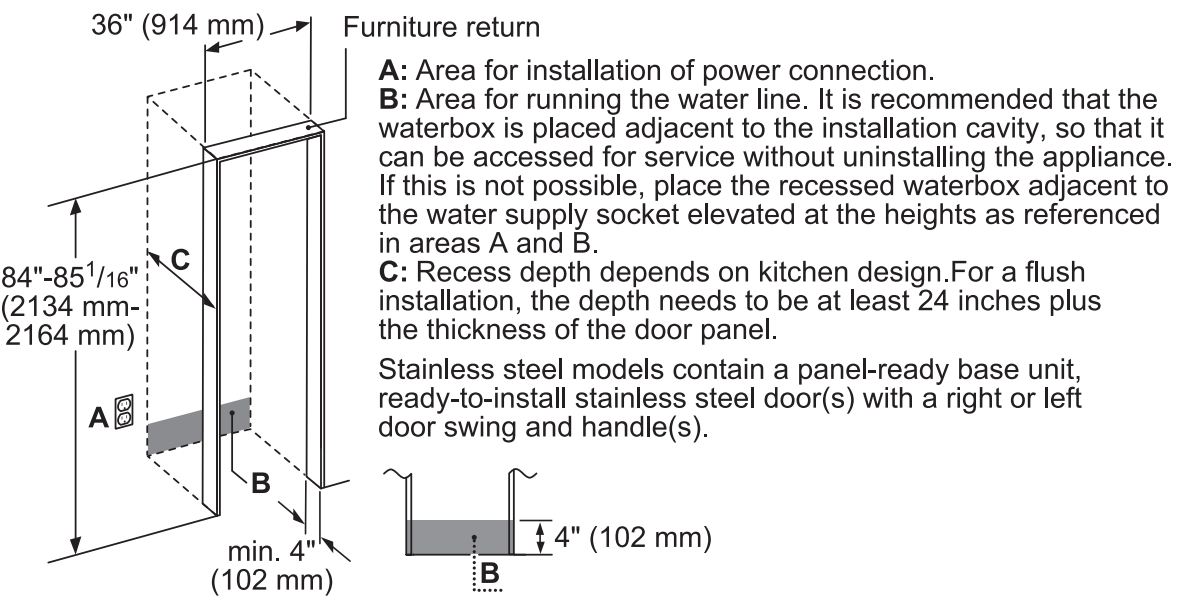 36" (914 mm)
Furniture return
A: Area for installation of power connection.
B: Area for running the water line. It is recommended that the
waterbox is placed adjacent to the installation cavity, so that it
can be accessed for service without uninstalling the appliance.
If this is not possible, place the recessed waterbox adjacent to
the water supply socket elevated at the heights as referenced
in areas A and B.
C: Recess depth depends on kitchen design.For a flush
installation, the depth needs to be at least 24 inches plus
the thickness of the door panel.
Stainless steel models contain a panel-ready base unit,
ready-to-install stainless steel door(s) with a right or left
door swing and handle(s).
C
84"-85 1/16"
(2134 mm-
2164 mm)
A
B
min. 4"
(102 mm)
4" (102 mm)
B